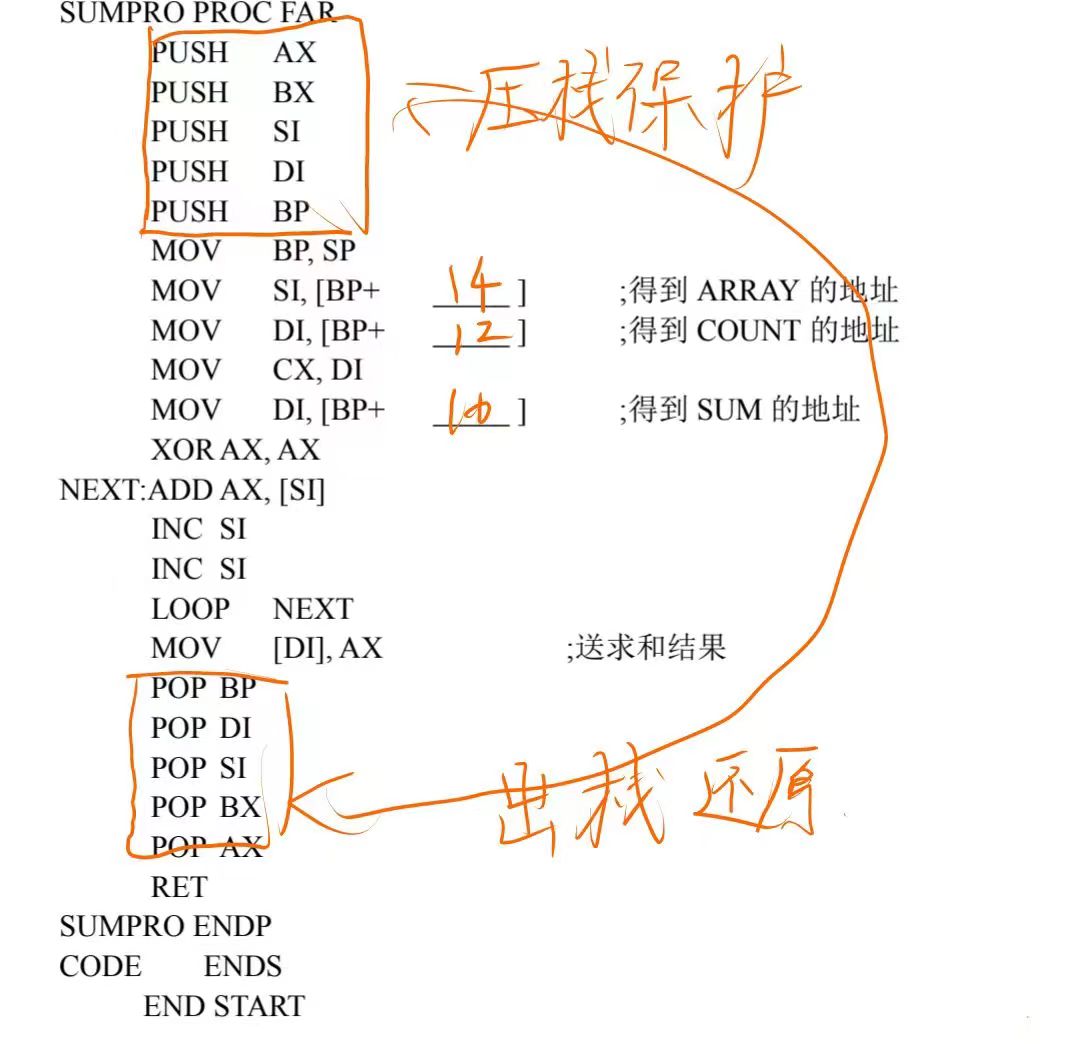 SUMPRO PROC FAR
PUSH AX
PUSH BX
压栈保护
PUSH SI
PUSH DI
PUSH BP
MOV BP, SP
MOV SI, [BP+ 14 ] ;得到 ARRAY 的地址
MOV DI, [BP+ 12 ] ;得到 COUNT 的地址
MOV CX, DI
MOV DI, [BP+ 10 ] ;得到 SUM 的地址
XOR AX, AX
NEXT:ADD AX, [SI]
INC SI
INC SI
LOOP NEXT
MOV [DI], AX ;送求和结果
POP BP
POP DI
POP SI
POP BX
出栈 还原
POP AX
RET
SUMPRO ENDP
CODE ENDS
END START